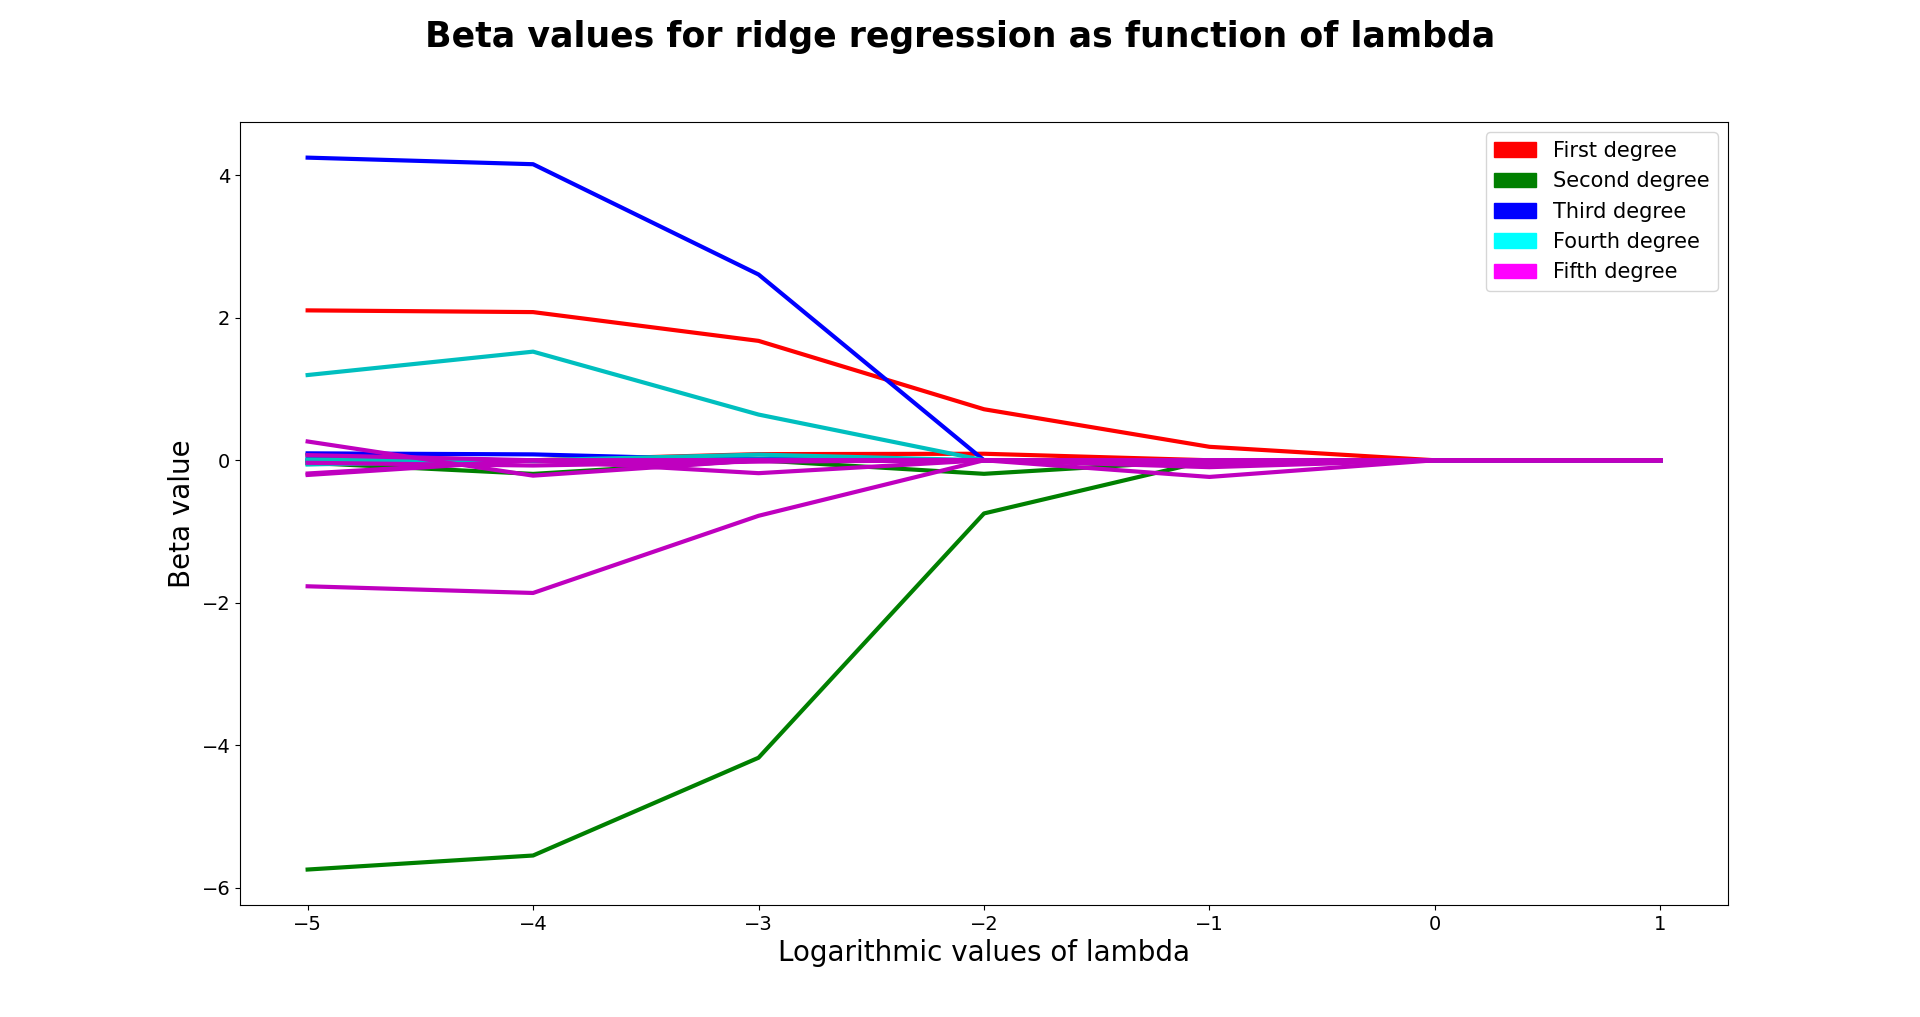 Beta values for ridge regression as function of lambda
First degree
Second degree
Third degree
Fourth degree
Fifth degree
4
2
0
−2
−4
−6
Beta value
−5 −4 −3 −2 −1 0 1
Logarithmic values of lambda